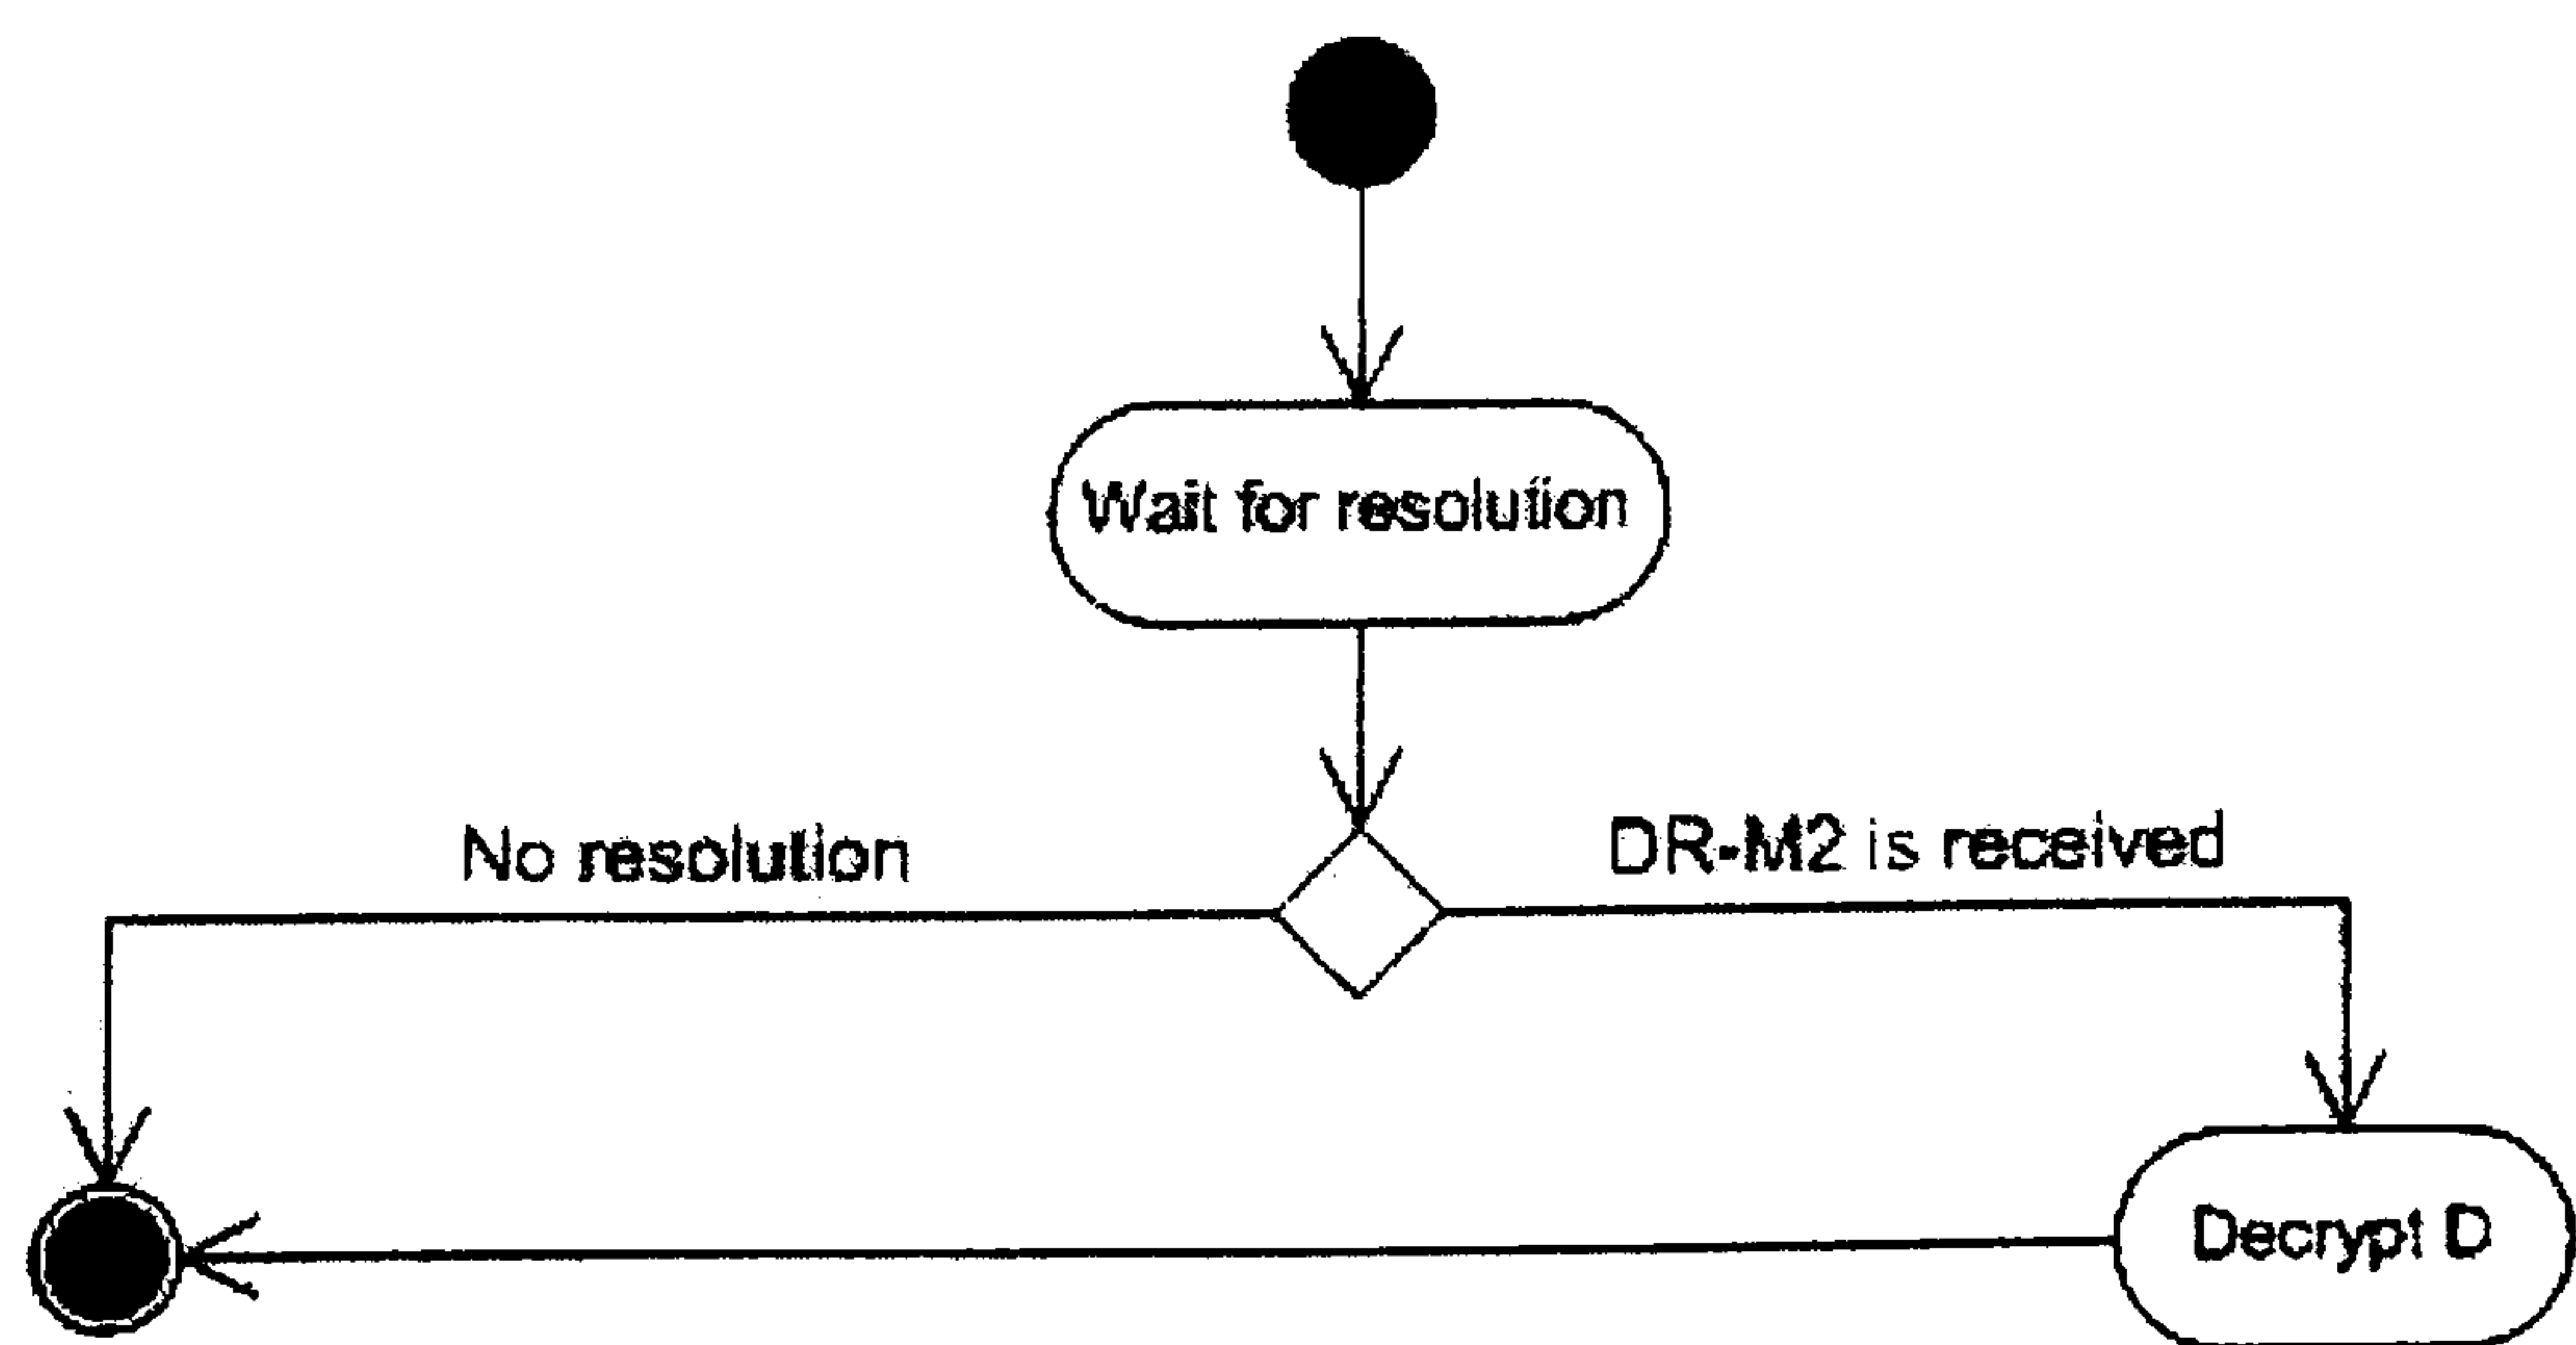 Wait for resolution
No resolution
DR-M2 is received
Decrypt D